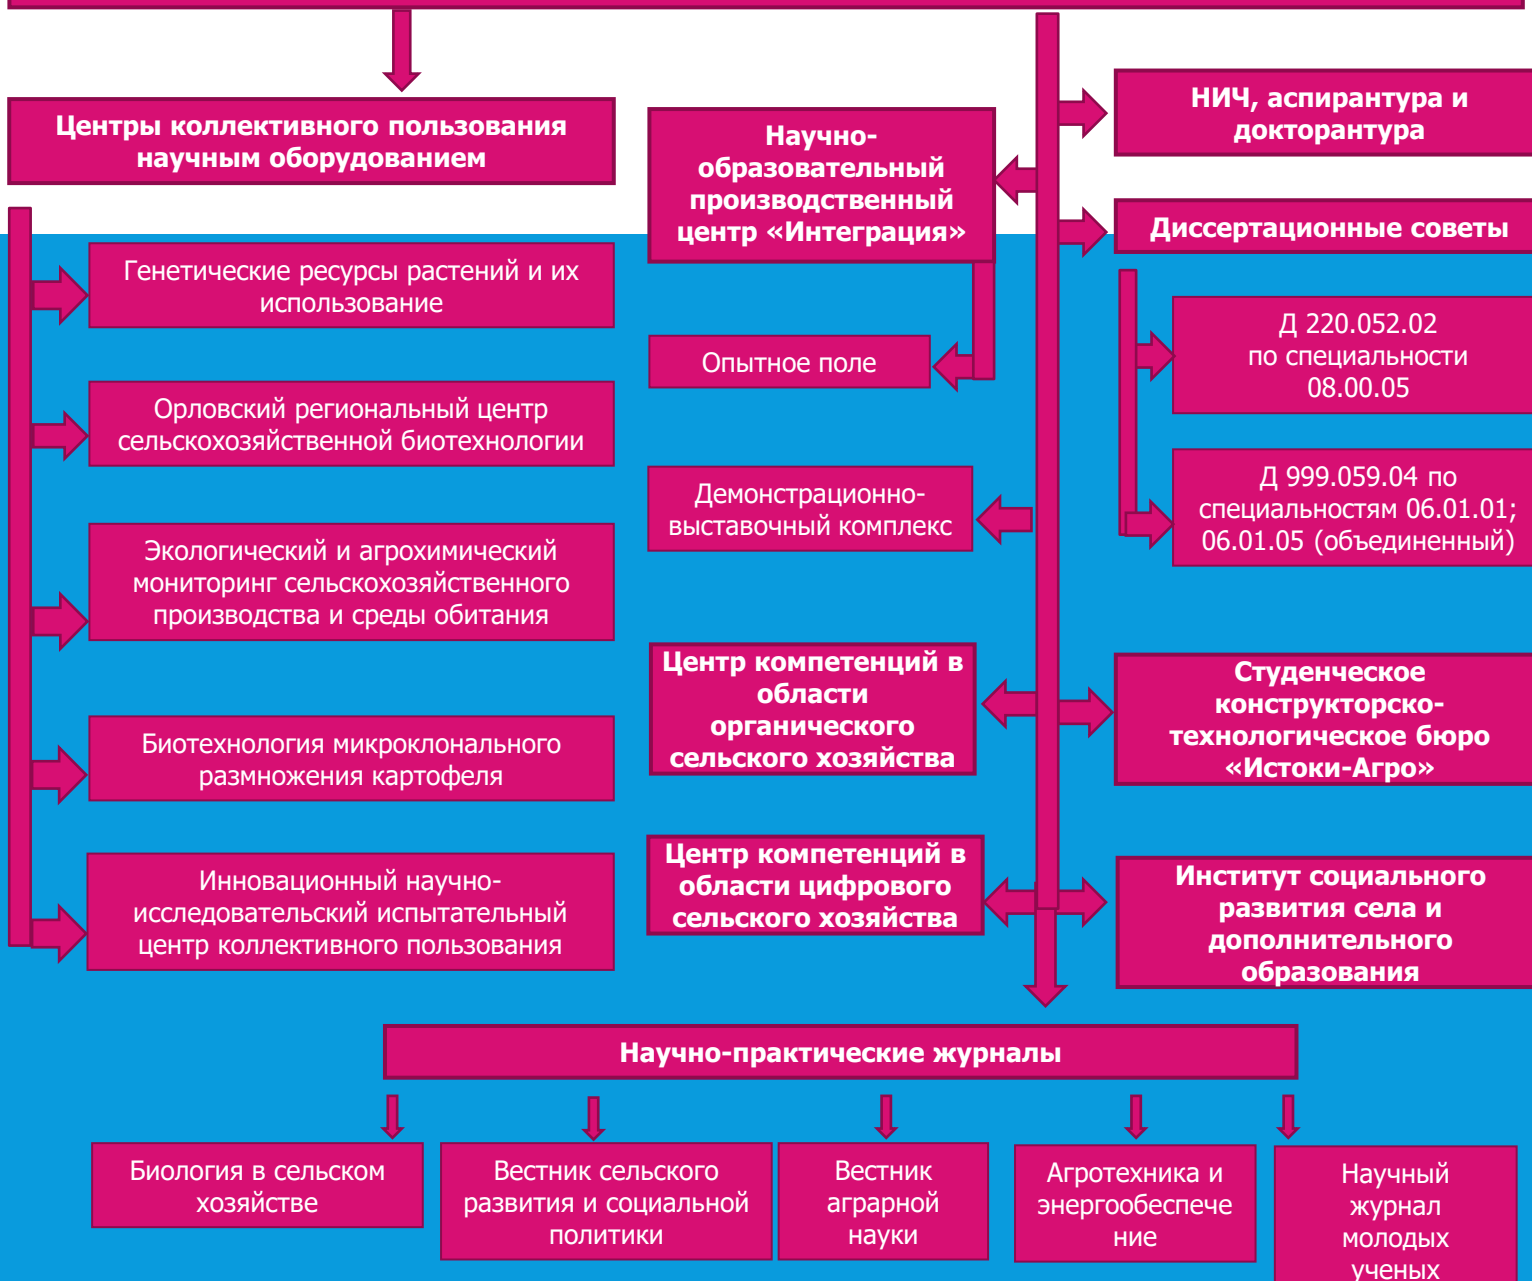 Центры коллективного пользования
научным оборудованием
Генетические ресурсы растений и их
использование
Орловский региональный центр
сельскохозяйственной биотехнологии
Экологический и агрохимический
мониторинг сельскохозяйственного
производства и среды обитания
Биотехнология микроклонального
размножения картофеля
Инновационный научно-
исследовательский испытательный
центр коллективного пользования
Научно-
образовательный
производственный
центр «Интеграция»
Опытное поле
Демонстрационно-
выставочный комплекс
Центр компетенций в
области
органического
сельского хозяйства
Центр компетенций в
области цифрового
сельского хозяйства
НИЧ, аспирантура и
докторантура
Диссертационные советы
Д 220.052.02
по специальности
08.00.05
Д 999.059.04 по
специальностям 06.01.01;
06.01.05 (объединенный)
Студенческое
конструкторско-
технологическое бюро
«Истоки-Агро»
Институт социального
развития села и
дополнительного
образования
Научно-практические журналы
Биология в сельском
хозяйстве
Вестник сельского
развития и социальной
политики
Вестник
аграрной
науки
Агротехника и
энергообеспече
ние
Научный
журнал
молодых
ученых